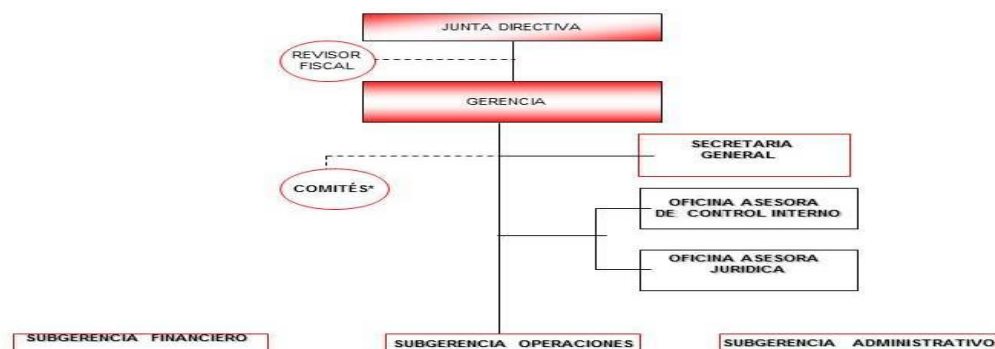 JUNTA DIRECTIVA
REVISOR
FISCAL
GERENCIA
SECRETARIA
GENERAL
COMITÉS*
OFICINA ASESORA
DE CONTROL INTERNO
OFICINA ASESORA
JURIDICA
SUBGERENCIA FINANCIERO
SUBGERENCIA OPERACIONES
SUBGERENCIA ADMINISTRATIVO